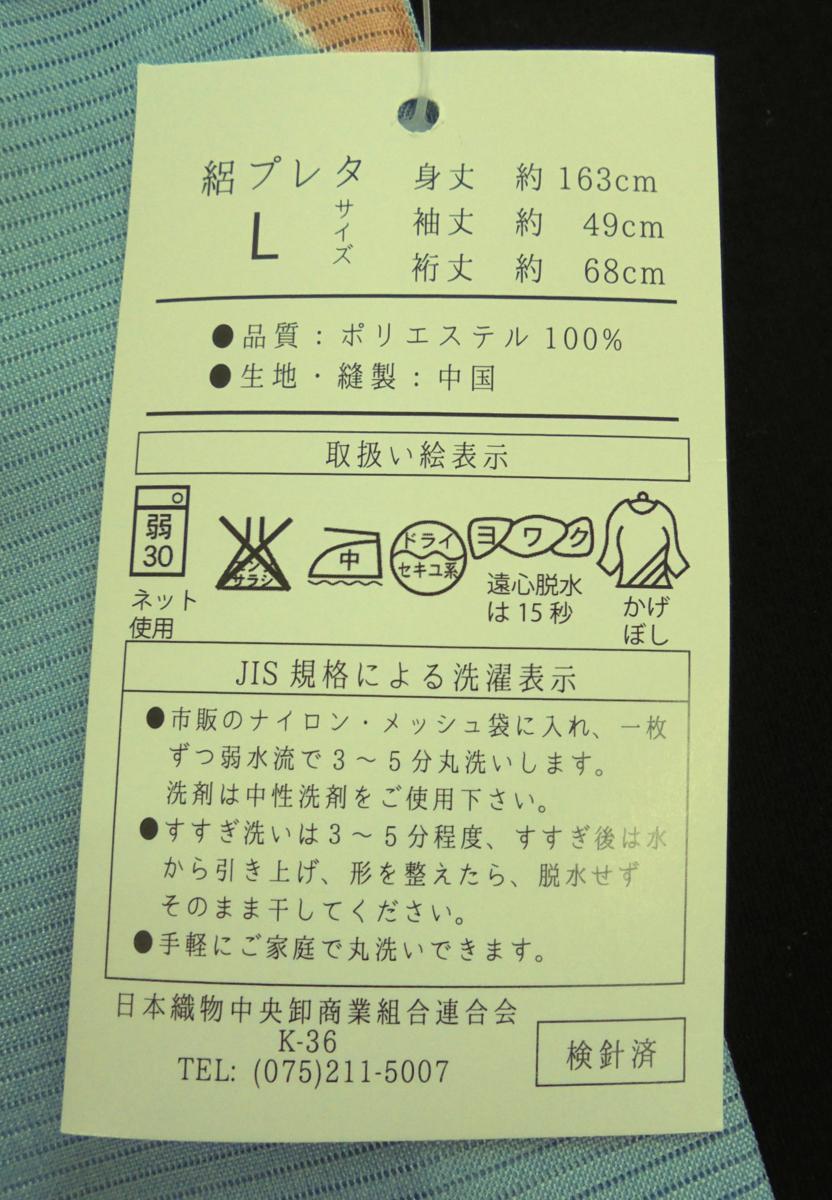 絽プレタ
L サイズ
身丈 約 163cm
袖丈 約 49cm
裄丈 約 68cm
●品質：ポリエステル 100%
●生地・縫製：中国
取扱い絵表示
弱
30
ネット
使用
サラシ
中
ドライ
セキユ系
ヨワク
遠心脱水
は 15 秒
かげ
ぼし
JIS 規格による洗濯表示
●市販のナイロン・メッシュ袋に入れ、一枚
ずつ弱水流で 3 ～ 5 分丸洗いします。
洗剤は中性洗剤をご使用下さい。
●すすぎ洗いは 3 ～ 5 分程度、すすぎ後は水
から引き上げ、形を整えたら、脱水せず
そのまま干してください。
●手軽にご家庭で丸洗いできます。
日本織物中央卸商業組合連合会
K-36
TEL: (075)211-5007
検針済